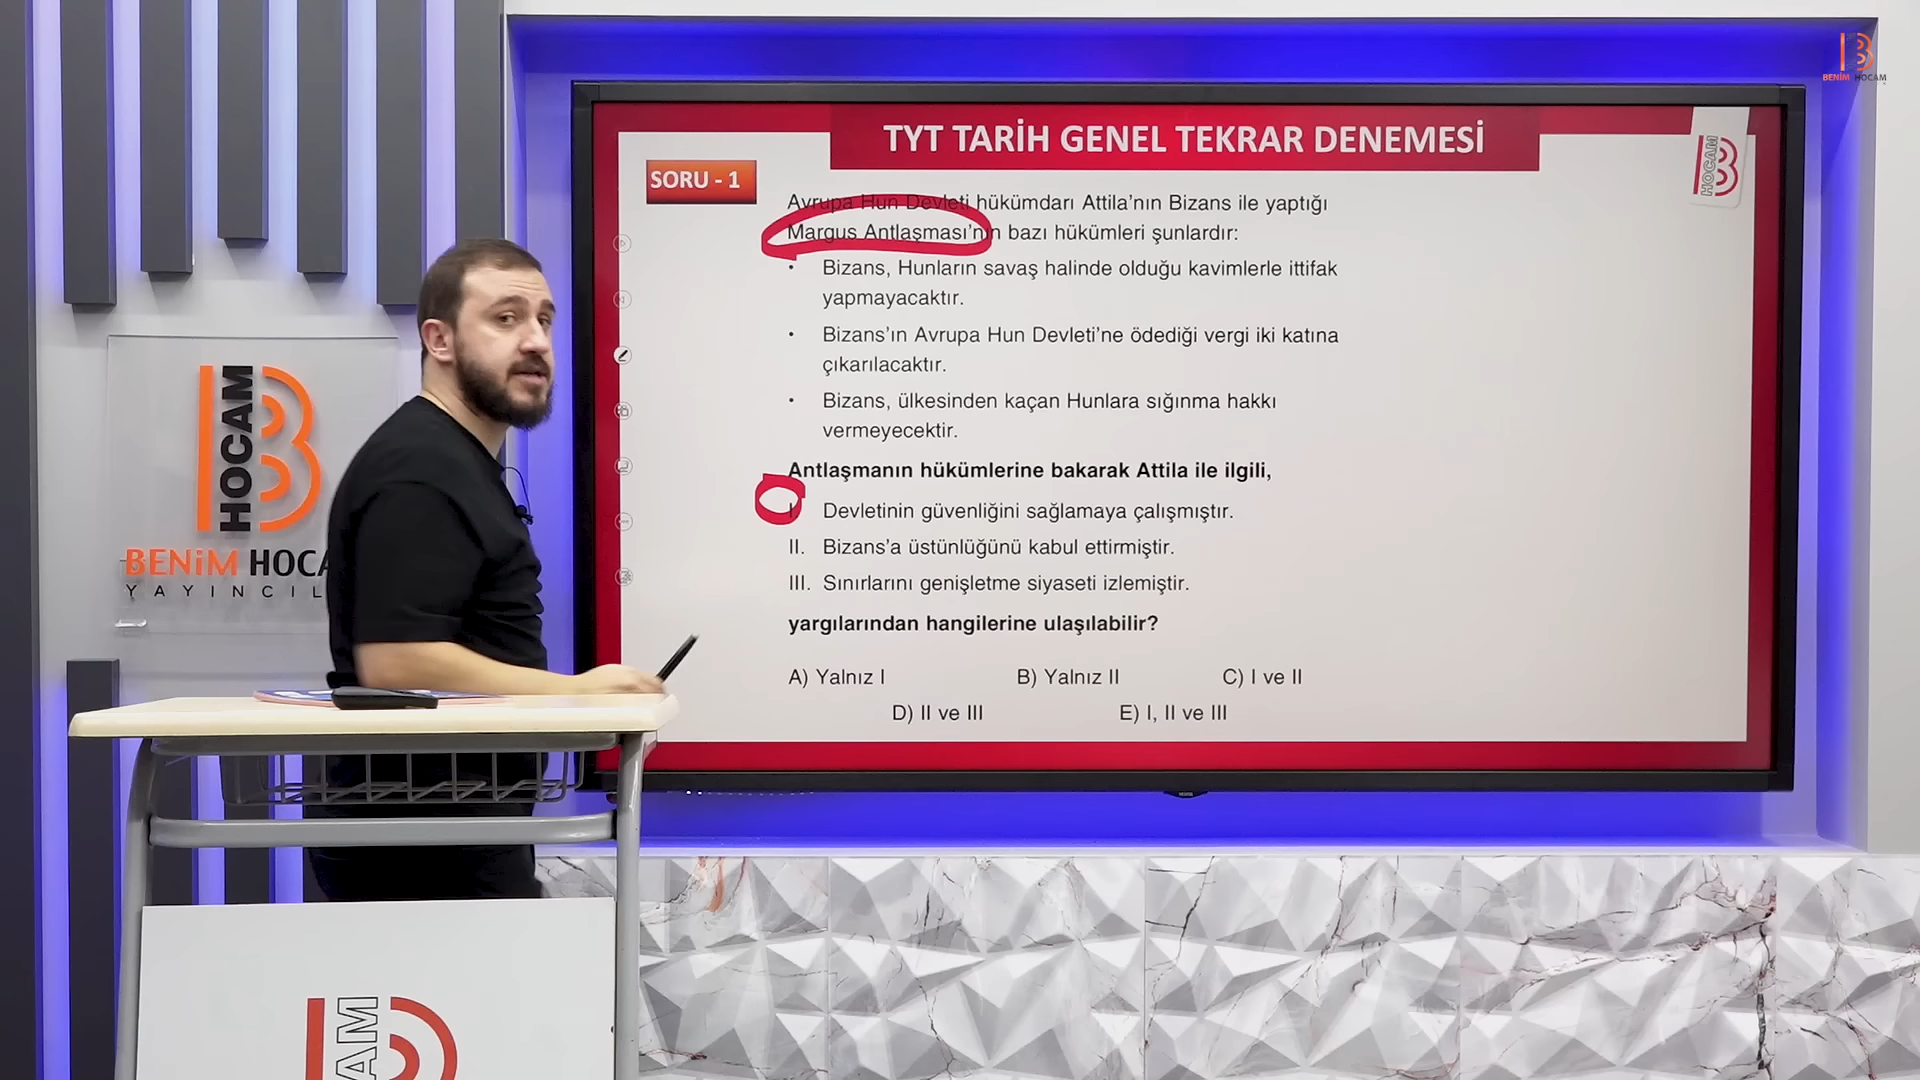 BENİM HOCAM
TYT TARİH GENEL TEKRAR DENEMESİ
HOCAM
SORU - 1
Avrupa Hun Devleti hükümdarı Attila’nın Bizans ile yaptığı
Margus Antlaşması’nın bazı hükümleri şunlardır:
• Bizans, Hunların savaş halinde olduğu kavimlerle ittifak
yapmayacaktır.
• Bizans’ın Avrupa Hun Devleti’ne ödediği vergi iki katına
çıkarılacaktır.
• Bizans, ülkesinden kaçan Hunlara sığınma hakkı
vermeyecektir.
Antlaşmanın hükümlerine bakarak Attila ile ilgili,
I. Devletinin güvenliğini sağlamaya çalışmıştır.
II. Bizans’a üstünlüğünü kabul ettirmiştir.
III. Sınırlarını genişletme siyaseti izlemiştir.
yargılarından hangilerine ulaşılabilir?
A) Yalnız I B) Yalnız II C) I ve II
D) II ve III E) I, II ve III
HOCAM
BENİM HOCA
YAYINCIL
AM